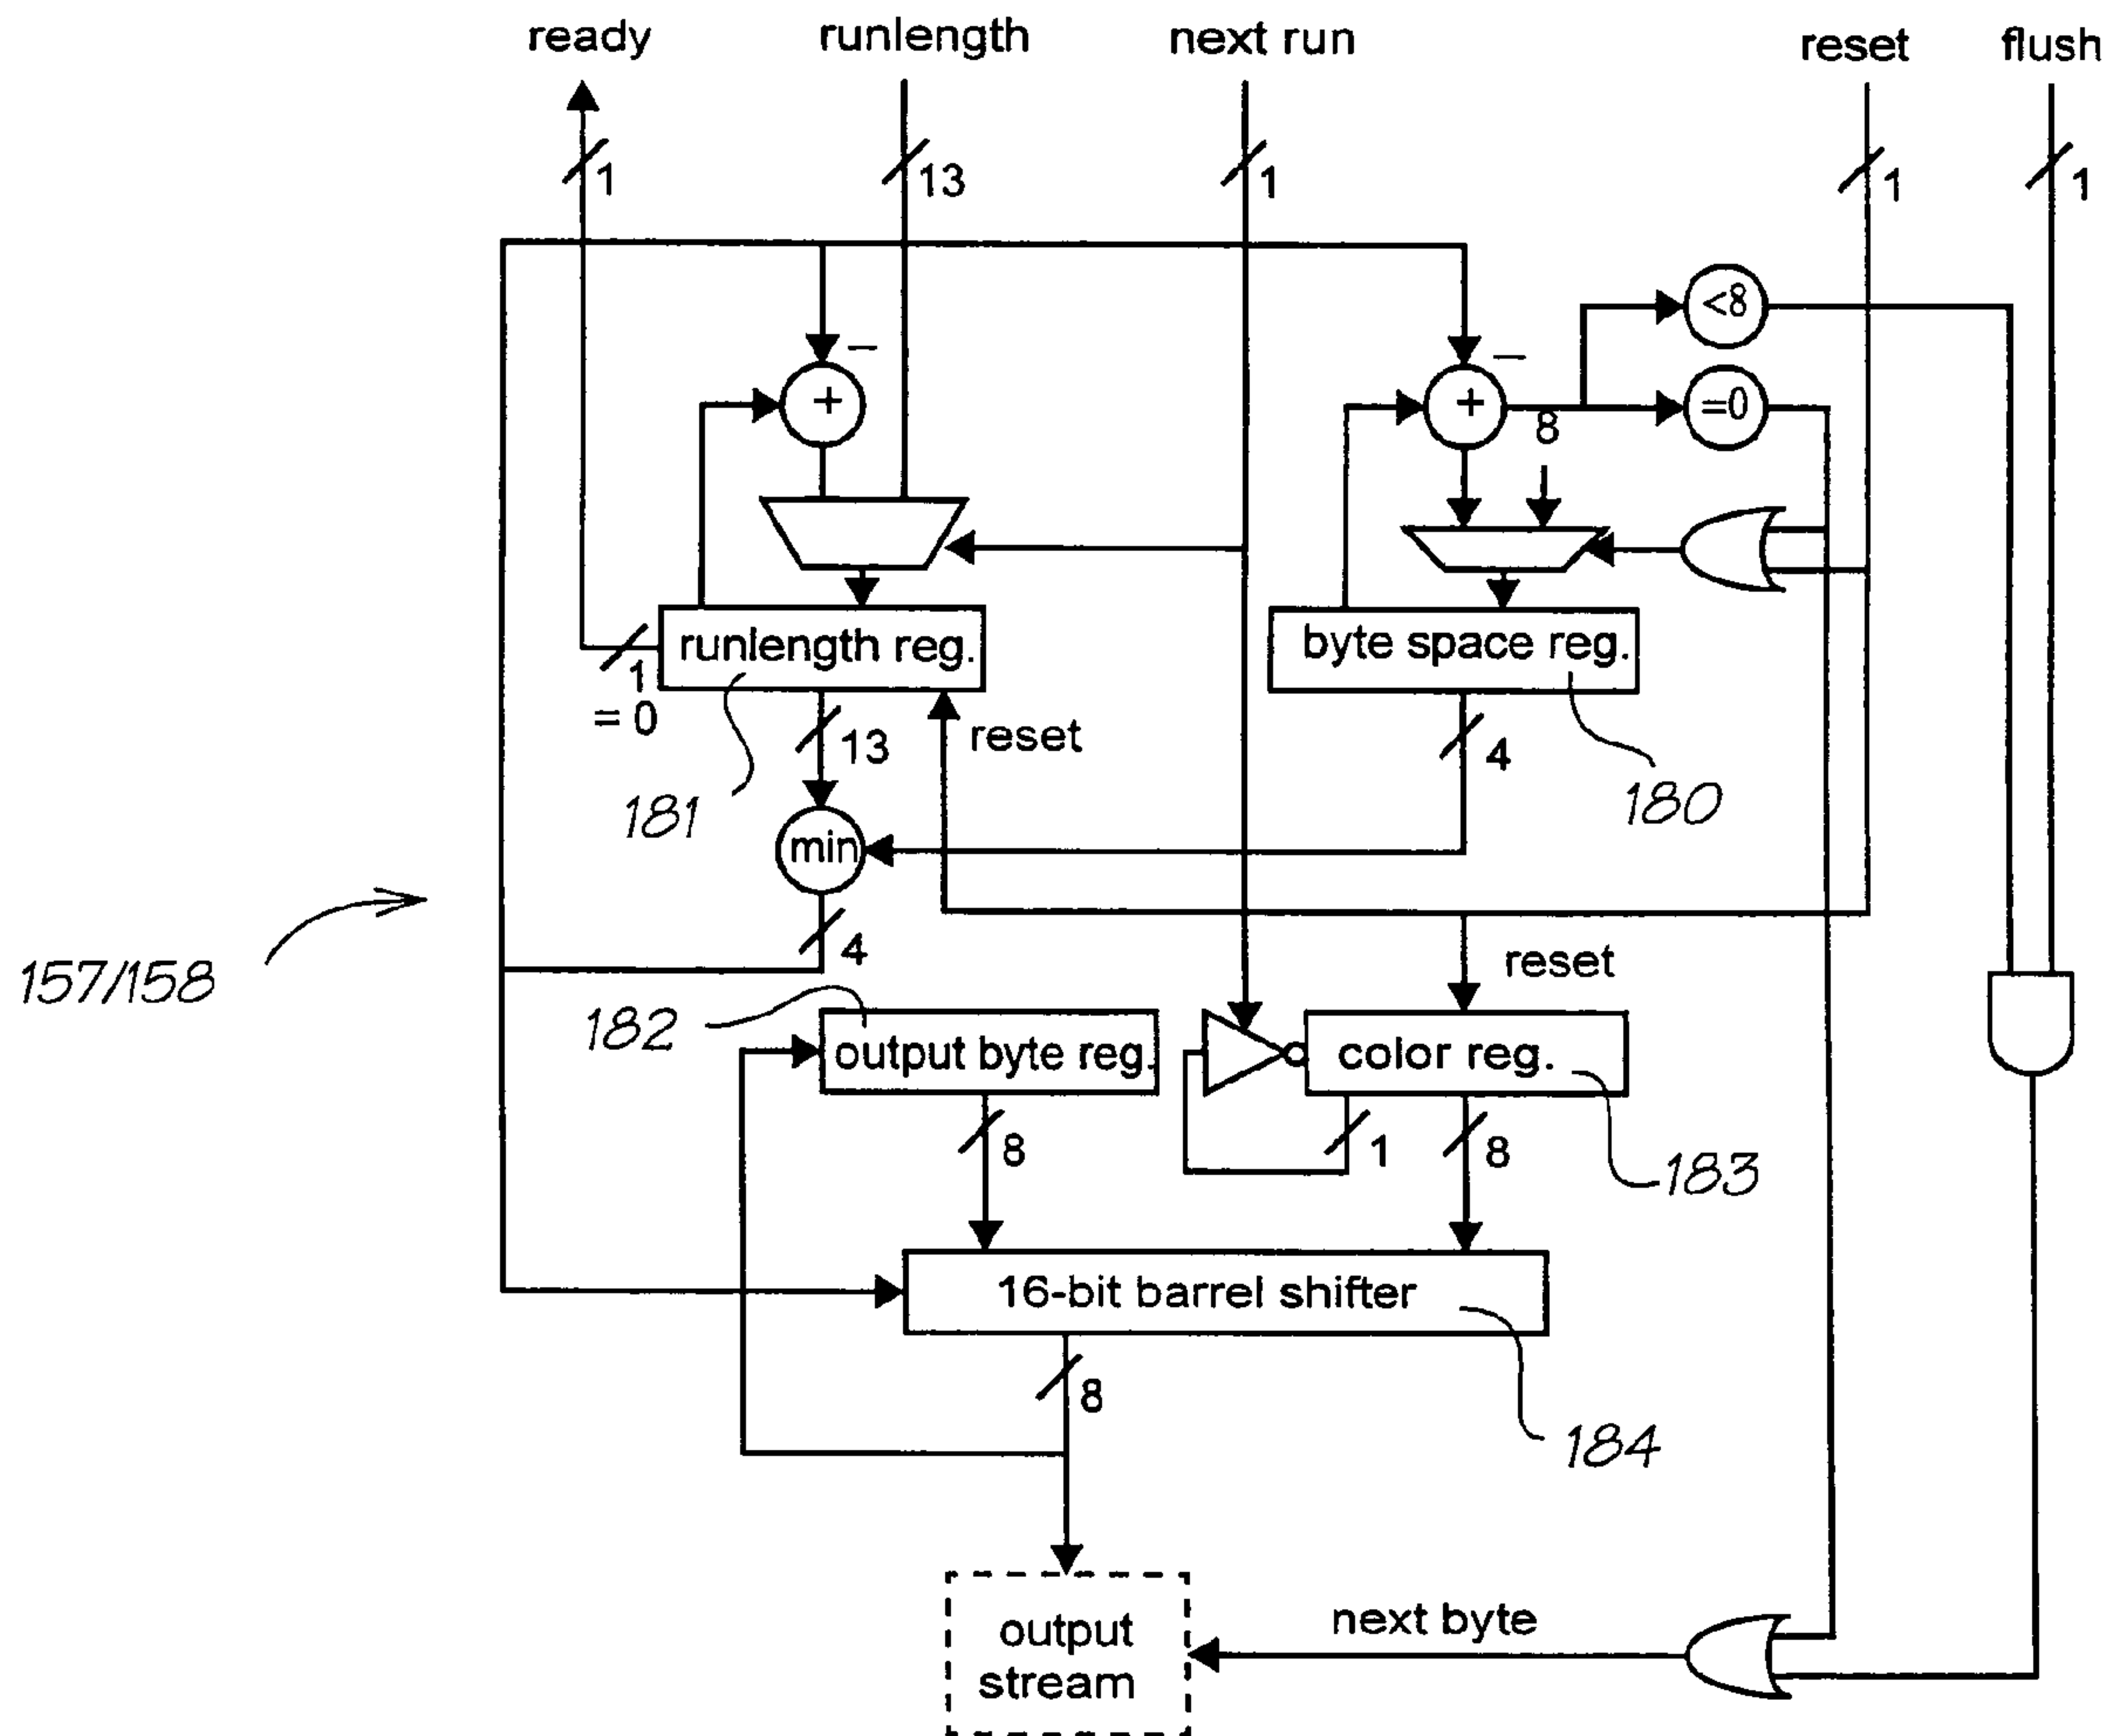 ready
runlength
next run
reset
flush
1
13
1
1
1
<8
−
−
+
+
=0
8
runlength reg.
byte space reg.
1
= 0
13
reset
4
181
180
min
4
157/158
reset
182
output byte reg.
color reg.
8
1
8
183
16-bit barrel shifter
8
184
output
stream
next byte